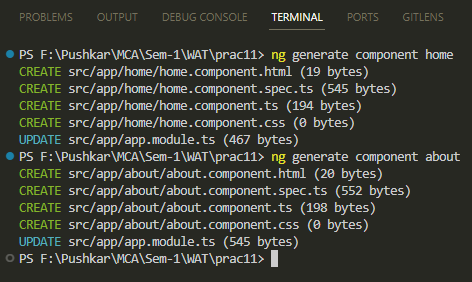 PROBLEMS OUTPUT DEBUG CONSOLE TERMINAL PORTS GITLENS
PS F:\Pushkar\MCA\Sem-1\WAT\prac11> ng generate component home
CREATE src/app/home/home.component.html (19 bytes)
CREATE src/app/home/home.component.spec.ts (545 bytes)
CREATE src/app/home/home.component.ts (194 bytes)
CREATE src/app/home/home.component.css (0 bytes)
UPDATE src/app/app.module.ts (467 bytes)
PS F:\Pushkar\MCA\Sem-1\WAT\prac11> ng generate component about
CREATE src/app/about/about.component.html (20 bytes)
CREATE src/app/about/about.component.spec.ts (552 bytes)
CREATE src/app/about/about.component.ts (198 bytes)
CREATE src/app/about/about.component.css (0 bytes)
UPDATE src/app/app.module.ts (545 bytes)
PS F:\Pushkar\MCA\Sem-1\WAT\prac11>